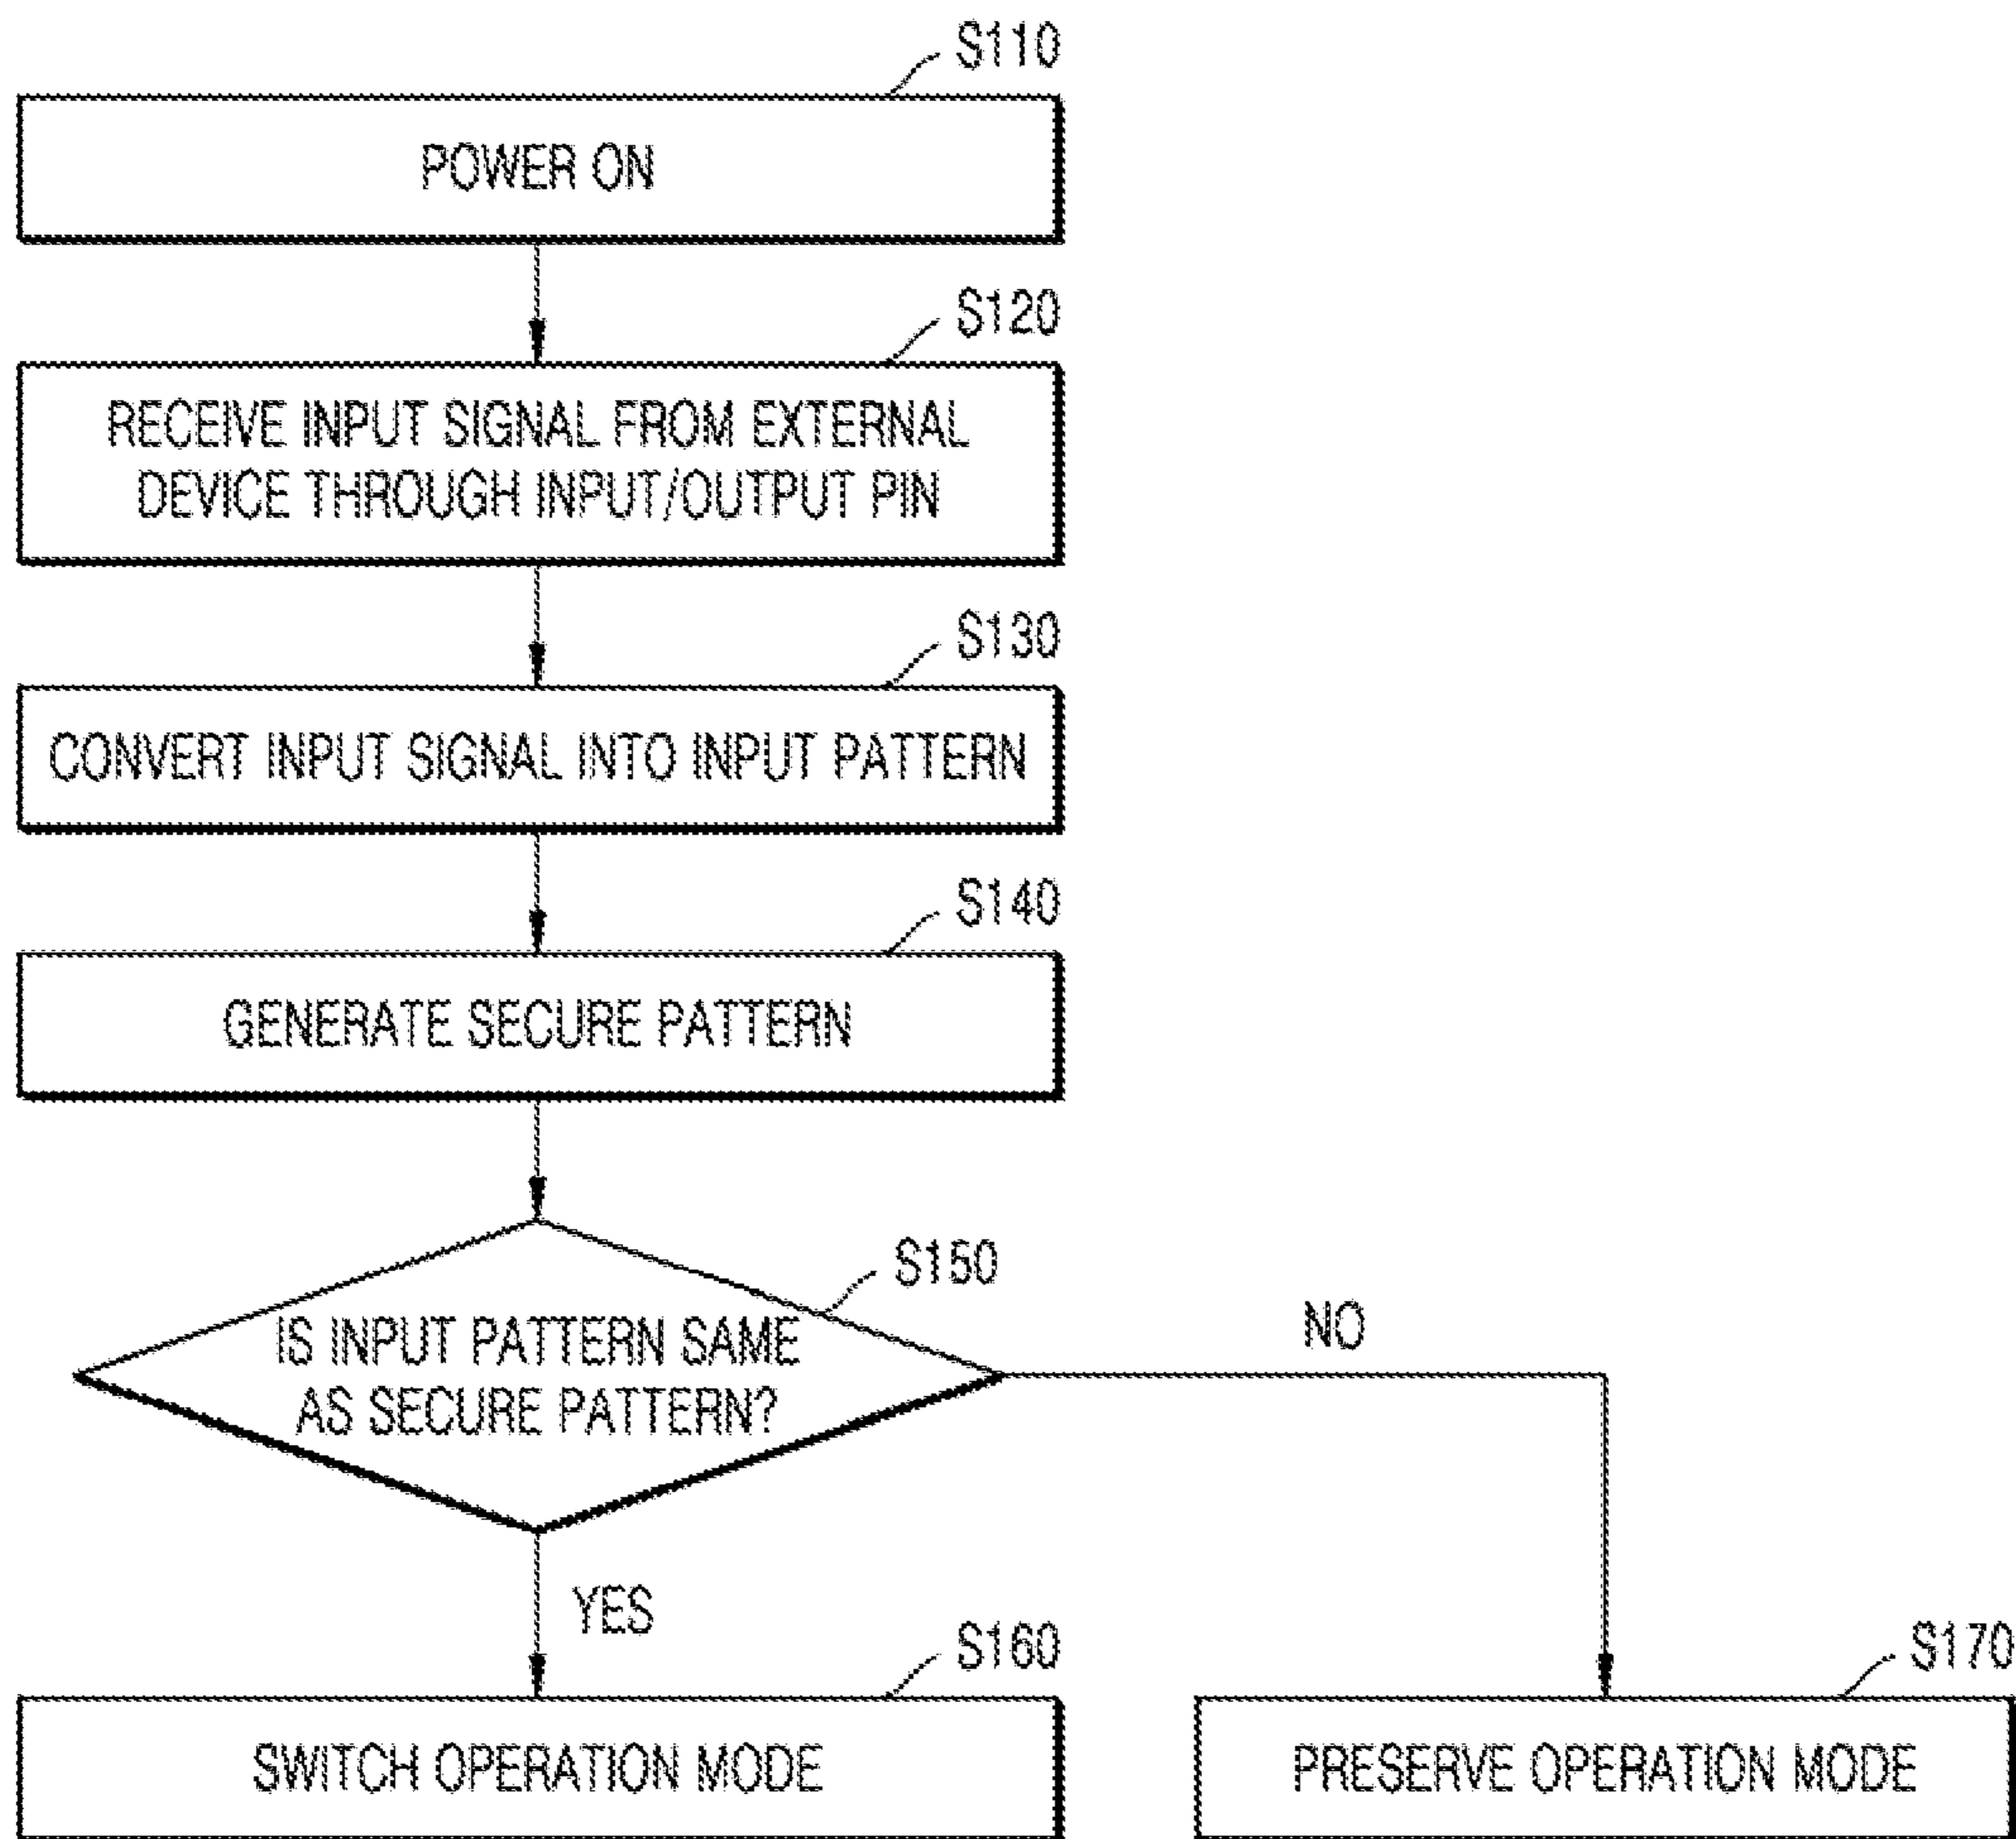 S110
POWER ON
S120
RECEIVE INPUT SIGNAL FROM EXTERNAL
DEVICE THROUGH INPUT/OUTPUT PIN
S130
CONVERT INPUT SIGNAL INTO INPUT PATTERN
S140
GENERATE SECURE PATTERN
S150
IS INPUT PATTERN SAME
AS SECURE PATTERN?
NO
YES
S160
SWITCH OPERATION MODE
S170
PRESERVE OPERATION MODE